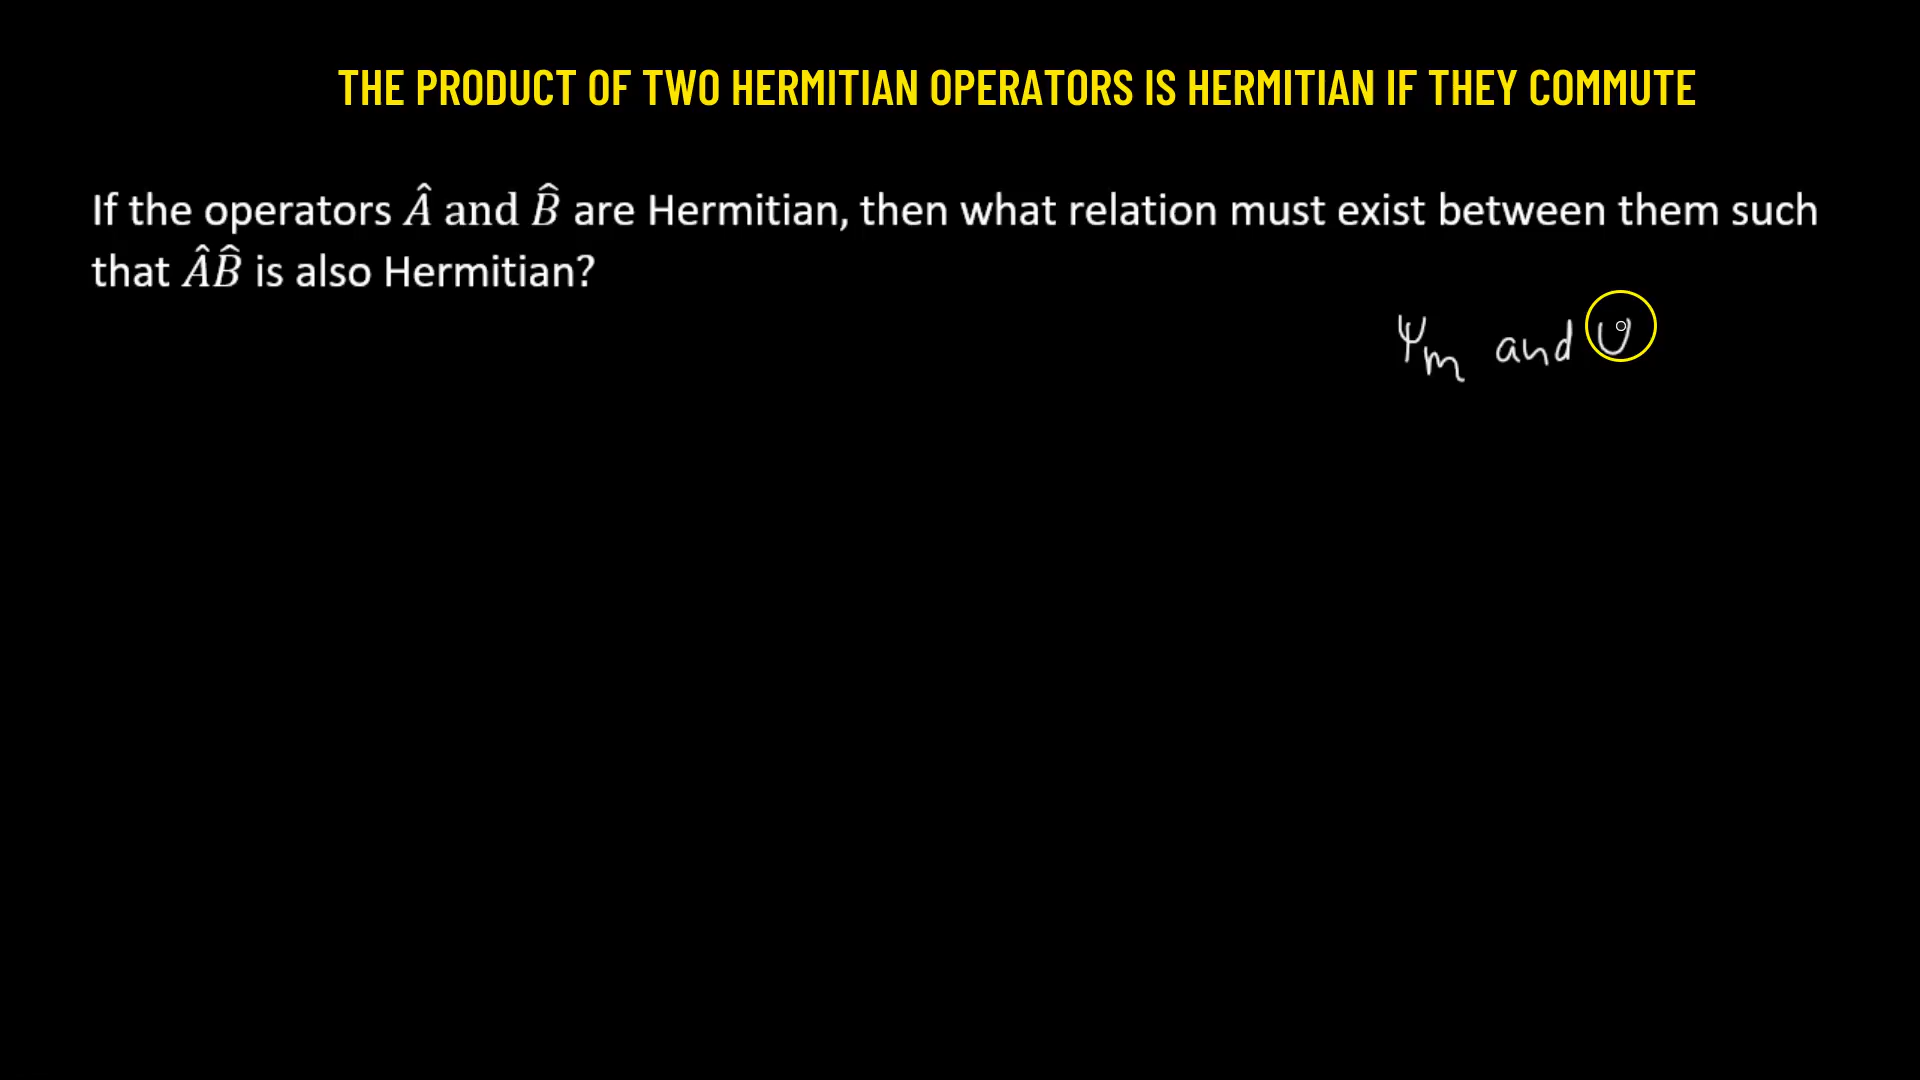 THE PRODUCT OF TWO HERMITIAN OPERATORS IS HERMITIAN IF THEY COMMUTE
If the operators Â and B̂ are Hermitian, then what relation must exist between them such
that ÂB̂ is also Hermitian?
Ψm and